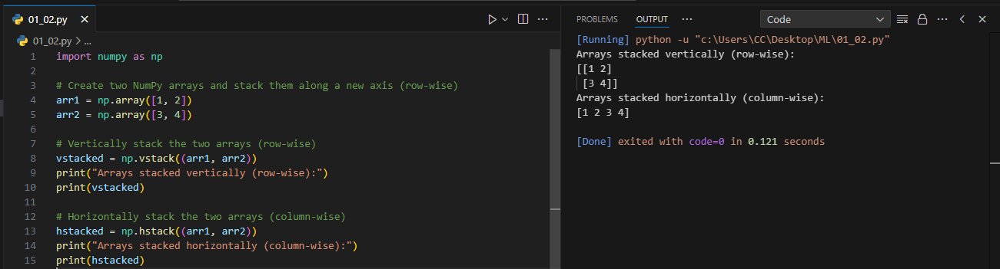 01_02.py
01_02.py > ...
1 import numpy as np
2
3 # Create two NumPy arrays and stack them along a new axis (row-wise)
4 arr1 = np.array([1, 2])
5 arr2 = np.array([3, 4])
6
7 # Vertically stack the two arrays (row-wise)
8 vstacked = np.vstack((arr1, arr2))
9 print("Arrays stacked vertically (row-wise):")
10 print(vstacked)
11
12 # Horizontally stack the two arrays (column-wise)
13 hstacked = np.hstack((arr1, arr2))
14 print("Arrays stacked horizontally (column-wise):")
15 print(hstacked)
PROBLEMS OUTPUT ... Code
[Running] python -u "c:\Users\CC\Desktop\ML\01_02.py"
Arrays stacked vertically (row-wise):
[[1 2]
 [3 4]]
Arrays stacked horizontally (column-wise):
[1 2 3 4]

[Done] exited with code=0 in 0.121 seconds